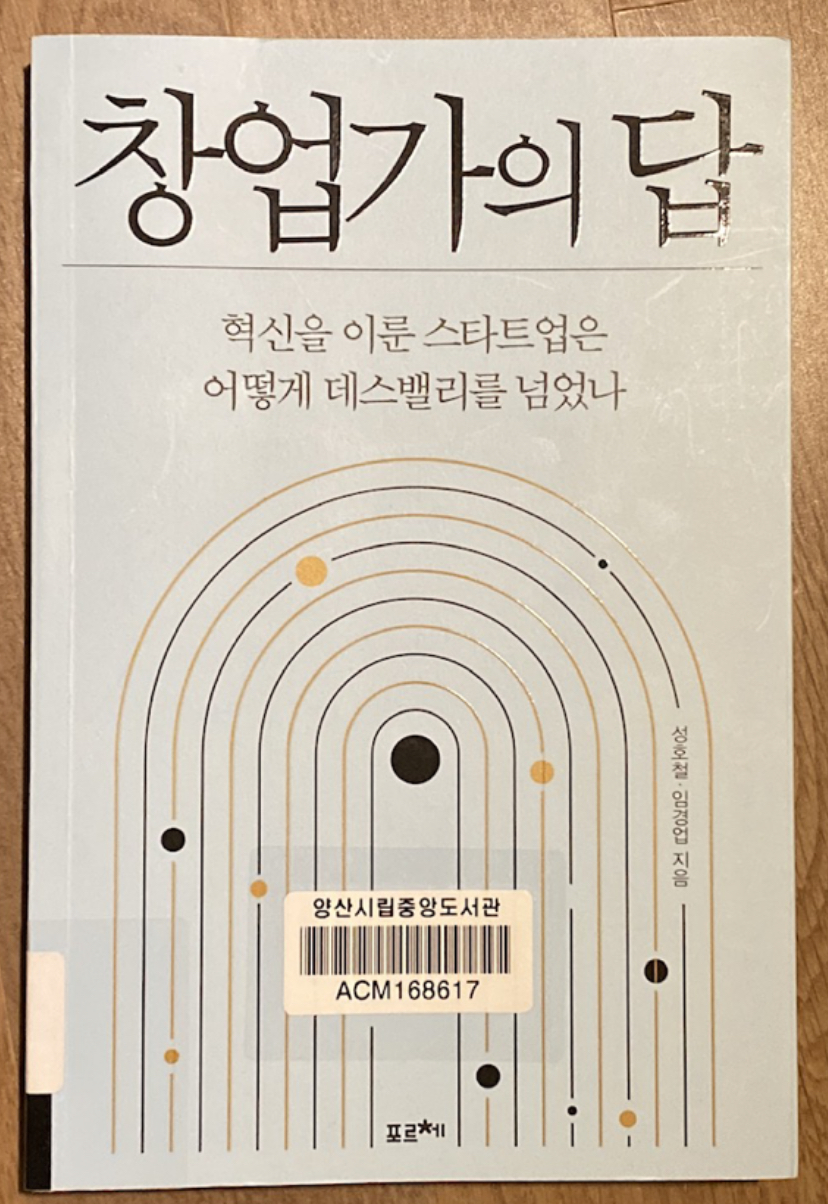 창업가의 답
혁신을 이룬 스타트업은
어떻게 데스밸리를 넘었나
성호철·임경업 지음
양산시립중앙도서관
ACM168617
포르체